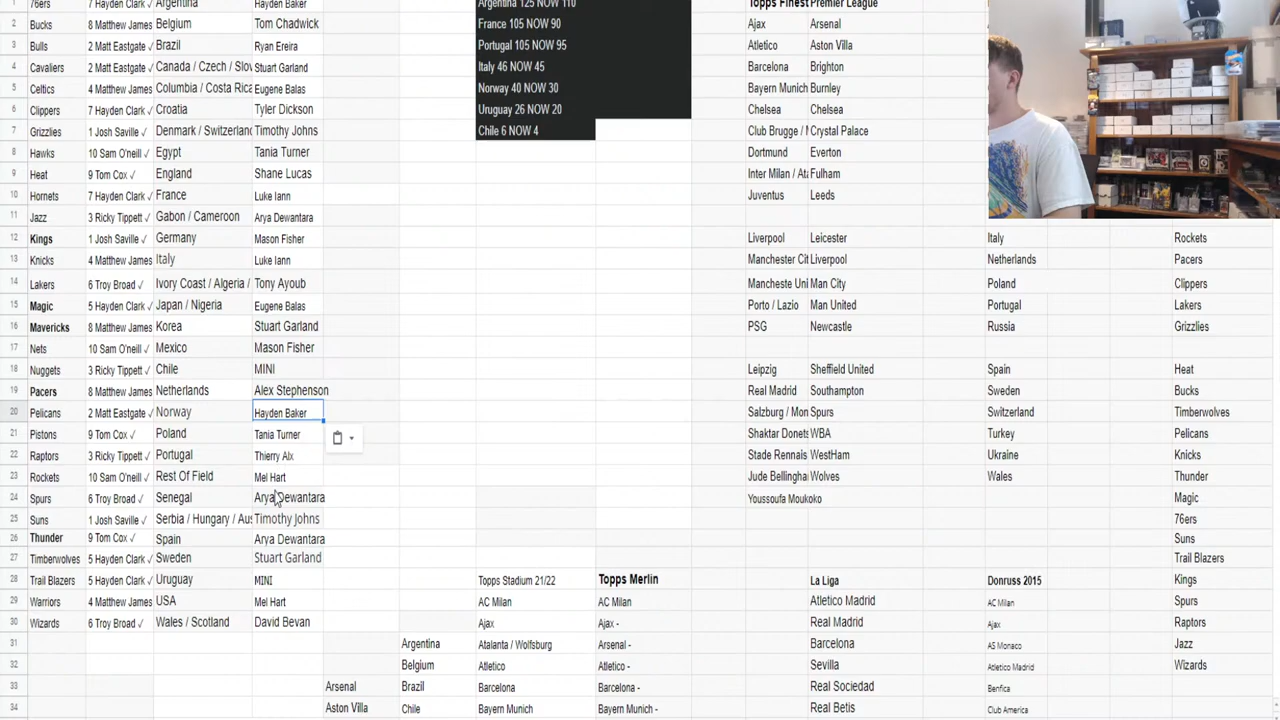 1 76ers 7 Hayden Clark √ Argentina Hayden Baker Argentina 125 NOW 110 Topps Finest Premier League
2 Bucks 8 Matthew James Belgium Tom Chadwick France 105 NOW 90 Ajax Arsenal
3 Bulls 2 Matt Eastgate √ Brazil Ryan Ereira Portugal 105 NOW 95 Atletico Aston Villa
4 Cavaliers 2 Matt Eastgate √ Canada / Czech / Slov Stuart Garland Italy 46 NOW 45 Barcelona Brighton
5 Celtics 4 Matthew James Columbia / Costa Rica Eugene Balas Norway 40 NOW 30 Bayern Munich Burnley
6 Clippers 7 Hayden Clark √ Croatia Tyler Dickson Uruguay 26 NOW 20 Chelsea Chelsea
7 Grizzlies 1 Josh Saville √ Denmark / Switzerland Timothy Johns Chile 6 NOW 4 Club Brugge / Crystal Palace
8 Hawks 10 Sam O'neill √ Egypt Tania Turner Dortmund Everton
9 Heat 9 Tom Cox √ England Shane Lucas Inter Milan / Ata Fulham
10 Hornets 7 Hayden Clark √ France Luke Iann Juventus Leeds
11 Jazz 3 Ricky Tippett √ Gabon / Cameroon Arya Dewantara
12 Kings 1 Josh Saville √ Germany Mason Fisher Liverpool Leicester Italy Rockets
13 Knicks 4 Matthew James Italy Luke Iann Manchester Cit Liverpool Netherlands Pacers
14 Lakers 6 Troy Broad √ Ivory Coast / Algeria / Tony Ayoub Mancheste Uni Man City Poland Clippers
15 Magic 5 Hayden Clark √ Japan / Nigeria Eugene Balas Porto / Lazio Man United Portugal Lakers
16 Mavericks 8 Matthew James Korea Stuart Garland PSG Newcastle Russia Grizzlies
17 Nets 10 Sam O'neill √ Mexico Mason Fisher
18 Nuggets 3 Ricky Tippett √ Chile MINI Leipzig Sheffield United Spain Heat
19 Pacers 8 Matthew James Netherlands Alex Stephenson Real Madrid Southampton Sweden Bucks
20 Pelicans 2 Matt Eastgate √ Norway Hayden Baker Salzburg / Mon Spurs Switzerland Timberwolves
21 Pistons 9 Tom Cox √ Poland Tania Turner Shaktar Donets WBA Turkey Pelicans
22 Raptors 3 Ricky Tippett √ Portugal Thierry Alx Stade Rennais WestHam Ukraine Knicks
23 Rockets 10 Sam O'neill √ Rest Of Field Mel Hart Jude Bellingha Wolves Wales Thunder
24 Spurs 6 Troy Broad √ Senegal Arya Dewantara Youssoufa Moukoko Magic
25 Suns 1 Josh Saville √ Serbia / Hungary / Aus Timothy Johns 76ers
26 Thunder 9 Tom Cox √ Spain Arya Dewantara Suns
27 Timberwolves 5 Hayden Clark √ Sweden Stuart Garland Trail Blazers
28 Trail Blazers 5 Hayden Clark √ Uruguay MINI Topps Stadium 21/22 Topps Merlin La Liga Donruss 2015 Kings
29 Warriors 4 Matthew James USA Mel Hart AC Milan AC Milan Atletico Madrid AC Milan Spurs
30 Wizards 6 Troy Broad √ Wales / Scotland David Bevan Ajax Ajax - Real Madrid Ajax Raptors
31 Argentina Atalanta / Wolfsburg Arsenal - Barcelona AS Monaco Jazz
32 Belgium Atletico Atletico - Sevilla Atletico Madrid Wizards
33 Arsenal Brazil Barcelona Barcelona - Real Sociedad Benfica
34 Aston Villa Chile Bayern Munich Bayern Munich - Real Betis Club America